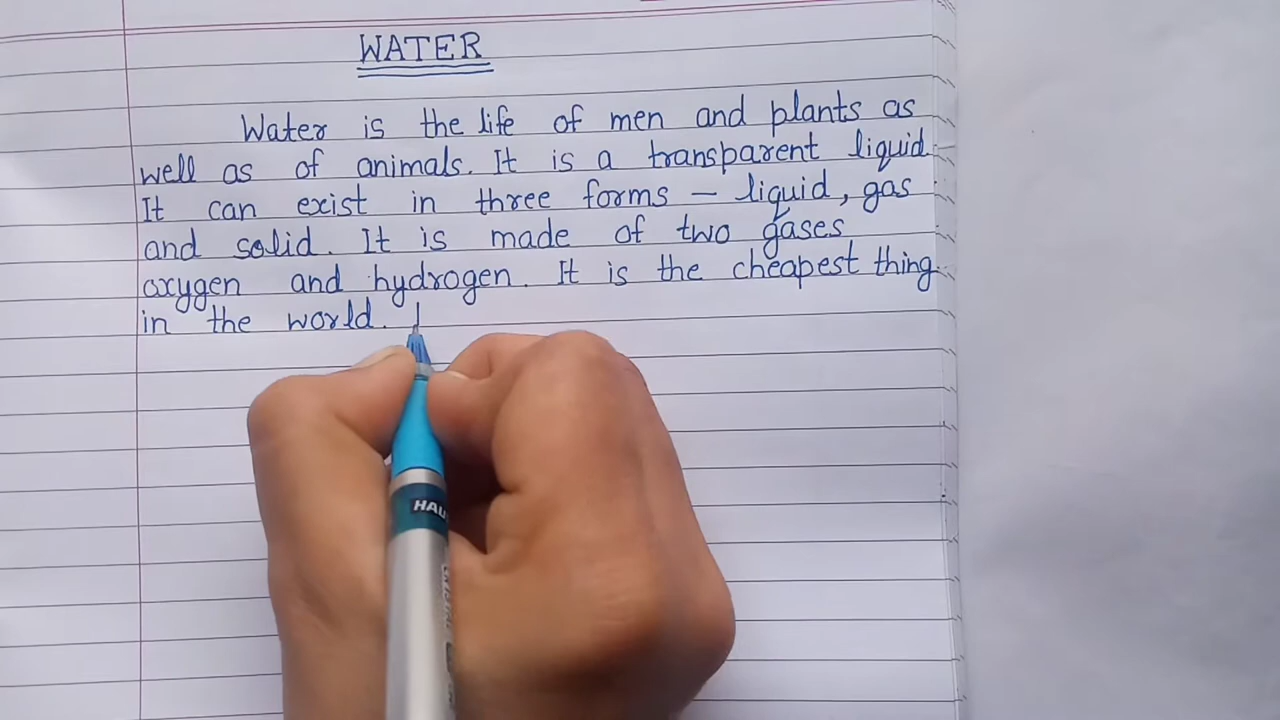 WATER
Water is the life of men and plants as
well as of animals. It is a transparent liquid.
It can exist in three forms – liquid, gas
and solid. It is made of two gases
oxygen and hydrogen. It is the cheapest thing
in the world.
HAU